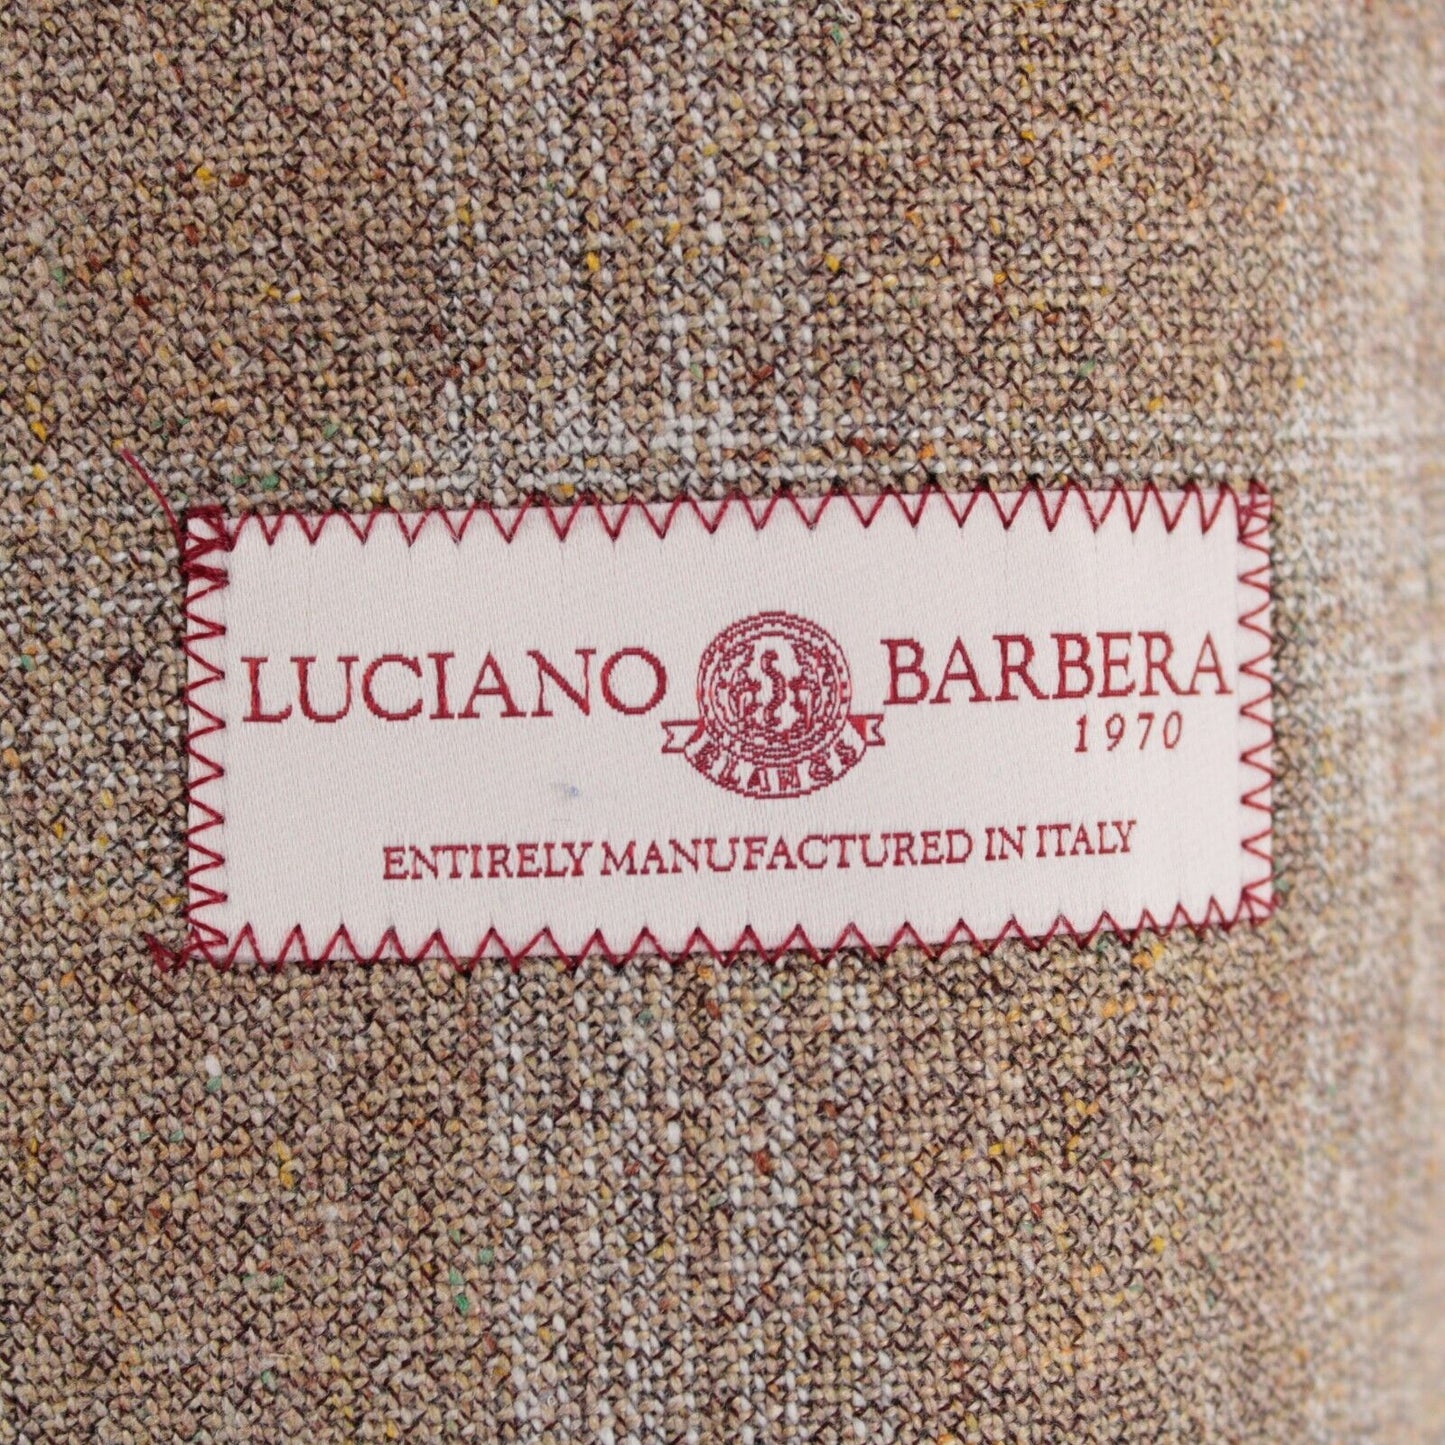 LUCIANO BARBERA
1970
ENTIRELY MANUFACTURED IN ITALY